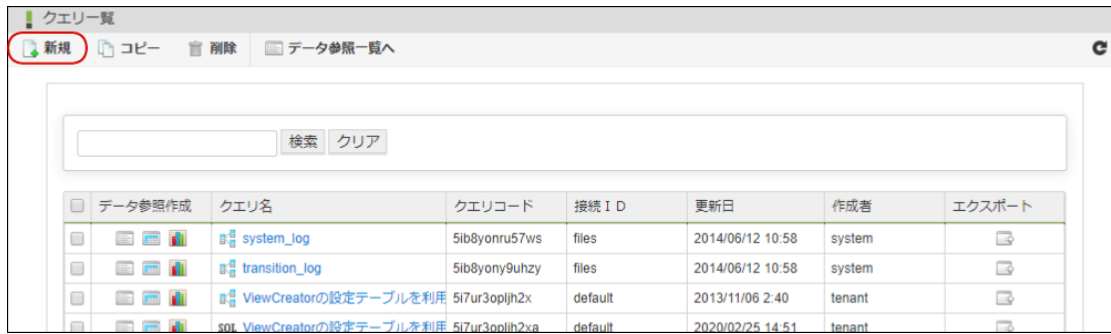 クエリ一覧
新規 コピー 削除 データ参照一覧へ
検索 クリア
データ参照作成 クエリ名 クエリコード 接続ID 更新日 作成者 エクスポート
system_log 5ib8yonru57ws files 2014/06/12 10:58 system
transition_log 5ib8yony9uhzy files 2014/06/12 10:58 system
ViewCreatorの設定テーブルを利用 5i7ur3opljh2x default 2013/11/06 2:40 tenant
SQL ViewCreatorの設定テーブルを利用 5i7ur3opljh2xa default 2020/02/25 14:51 tenant